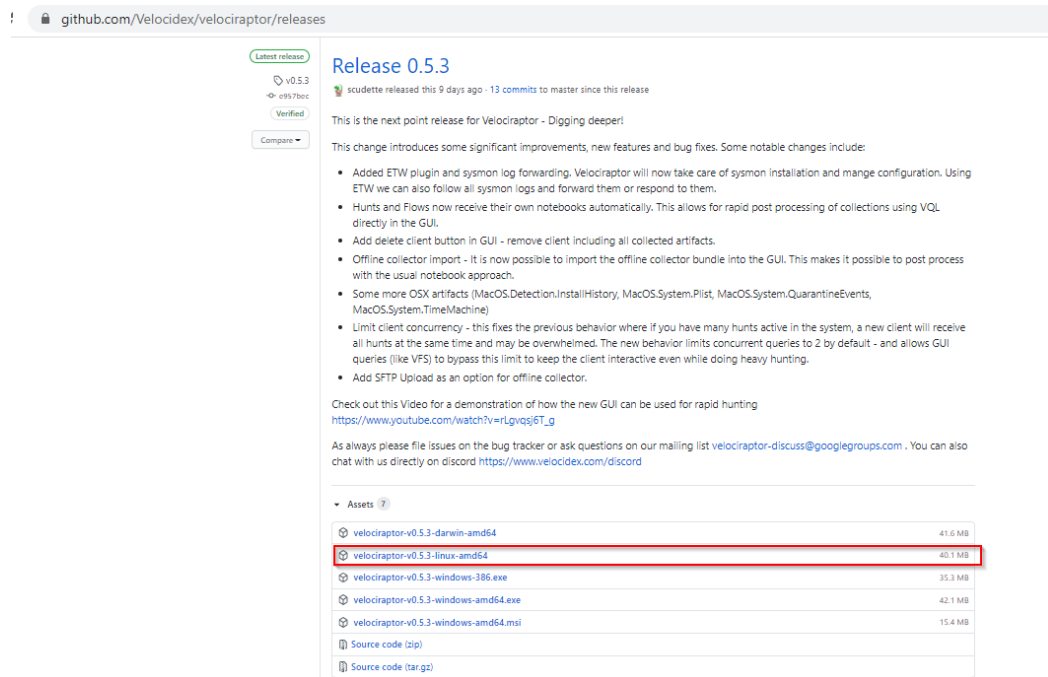 github.com/Velocidex/velociraptor/releases
Latest release
v0.5.3
e957bec
Verified
Compare
Release 0.5.3
scudette released this 9 days ago · 13 commits to master since this release
This is the next point release for Velociraptor - Digging deeper!
This change introduces some significant improvements, new features and bug fixes. Some notable changes include:
• Added ETW plugin and sysmon log forwarding. Velociraptor will now take care of sysmon installation and mange configuration. Using
ETW we can also follow all sysmon logs and forward them or respond to them.
• Hunts and Flows now receive their own notebooks automatically. This allows for rapid post processing of collections using VQL
directly in the GUI.
• Add delete client button in GUI - remove client including all collected artifacts.
• Offline collector import - It is now possible to import the offline collector bundle into the GUI. This makes it possible to post process
with the usual notebook approach.
• Some more OSX artifacts (MacOS.Detection.InstallHistory, MacOS.System.Plist, MacOS.System.QuarantineEvents,
MacOS.System.TimeMachine)
• Limit client concurrency - this fixes the previous behavior where if you have many hunts active in the system, a new client will receive
all hunts at the same time and may be overwhelmed. The new behavior limits concurrent queries to 2 by default - and allows GUI
queries (like VFS) to bypass this limit to keep the client interactive even while doing heavy hunting.
• Add SFTP Upload as an option for offline collector.
Check out this Video for a demonstration of how the new GUI can be used for rapid hunting
https://www.youtube.com/watch?v=rLgvqsj6T_g
As always please file issues on the bug tracker or ask questions on our mailing list velociraptor-discuss@googlegroups.com . You can also
chat with us directly on discord https://www.velocidex.com/discord
Assets 7
velociraptor-v0.5.3-darwin-amd64 41.6 MB
velociraptor-v0.5.3-linux-amd64 40.1 MB
velociraptor-v0.5.3-windows-386.exe 35.3 MB
velociraptor-v0.5.3-windows-amd64.exe 42.1 MB
velociraptor-v0.5.3-windows-amd64.msi 15.4 MB
Source code (zip)
Source code (tar.gz)